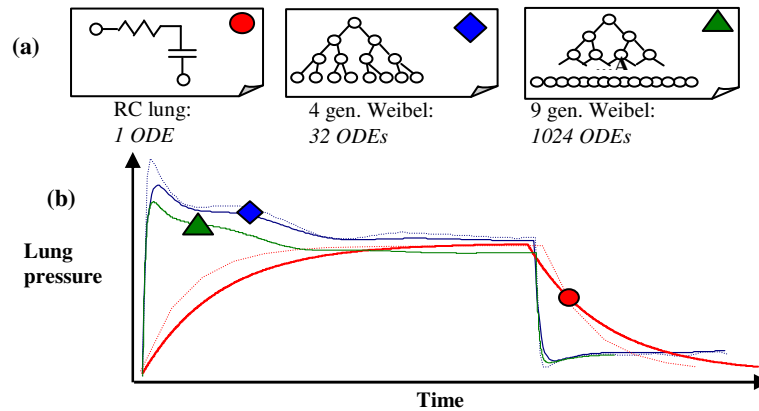 (a)
RC lung:
1 ODE
4 gen. Weibel:
32 ODEs
A
9 gen. Weibel:
1024 ODEs
(b)
Lung
pressure
Time